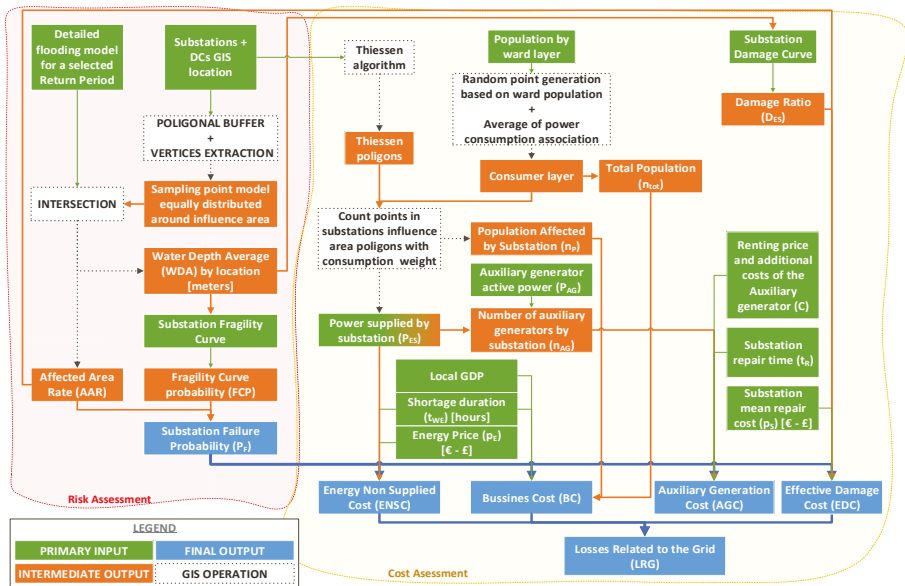 Detailed
flooding model
for a selected
Return Period
Substations +
DCs GIS
location
Thiessen
algorithm
Population by
ward layer
Substation
Damage Curve
Random point generation
based on ward population
+
Average of power
consumption association
Damage Ratio
(DES)
POLIGONAL BUFFER
+
VERTICES EXTRACTION
Thiessen
poligons
Consumer layer
Total Population
(ntot)
INTERSECTION
Sampling point model
equally distributed
around influence area
Count points in
substations influence
area poligons with
consumption weight
Population Affected
by Substation (nF)
Renting price
and additional
costs of the
Auxiliary
generator (C)
Water Depth Average
(WDA) by location
[meters]
Auxiliary generator
active power (PAG)
Substation Fragility
Curve
Power supplied by
substation (PES)
Number of auxiliary
generators by
substation (nAG)
Substation
repair time (tR)
Affected Area
Rate (AAR)
Fragility Curve
probability (FCP)
Local GDP
Shortage duration
(tWE) [hours]
Energy Price (pE)
[€ - £]
Substation
mean repair
cost (pS) [€ - £]
Substation Failure
Probability (PF)
Risk Assessment
Energy Non Supplied
Cost (ENSC)
Bussines Cost (BC)
Auxiliary Generation
Cost (AGC)
Effective Damage
Cost (EDC)
LEGEND
PRIMARY INPUT
FINAL OUTPUT
INTERMEDIATE OUTPUT
GIS OPERATION
Losses Related to the Grid
(LRG)
Cost Asessment